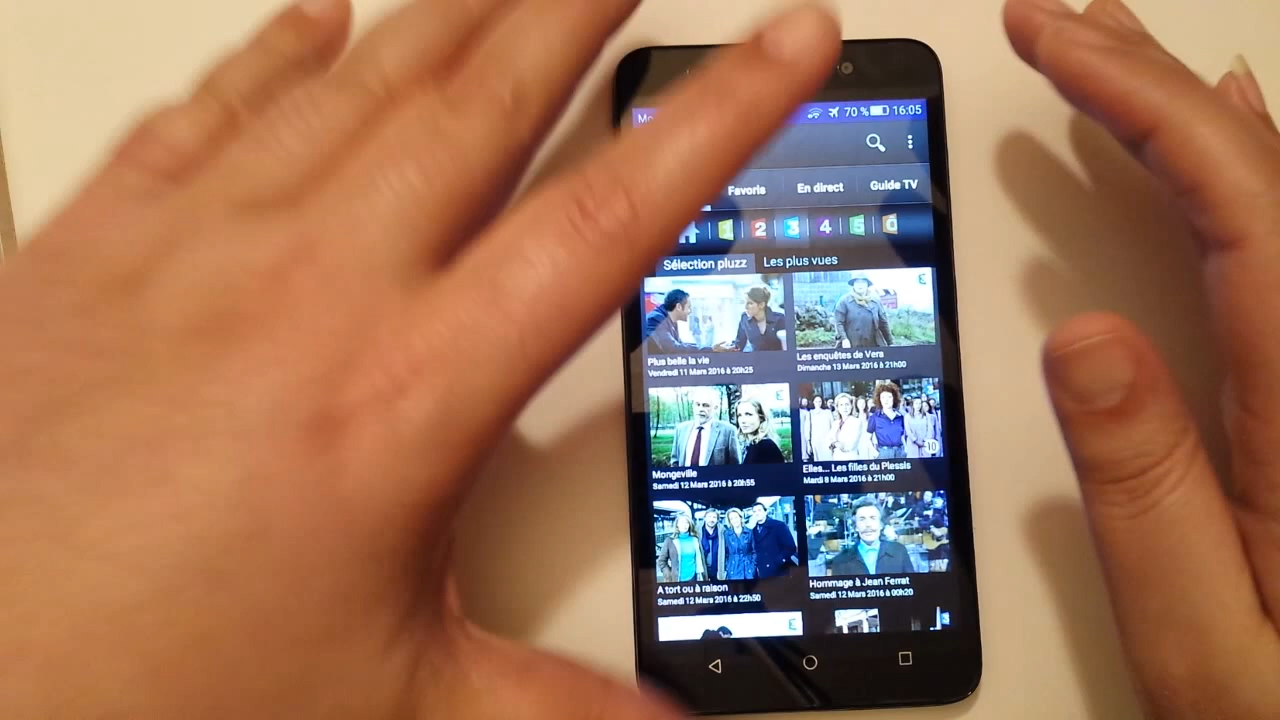 70 % 16:05
Favoris En direct Guide TV
1 2 3 4 5 ô
Sélection pluzz Les plus vues
Plus belle la vie
Vendredi 11 Mars 2016 à 20h25
Les enquêtes de Vera
Dimanche 13 Mars 2016 à 21h00
Mongeville
Samedi 12 Mars 2016 à 20h55
10
Elles... Les filles du Plessis
Mardi 8 Mars 2016 à 21h00
A tort ou à raison
Samedi 12 Mars 2016 à 22h50
Hommage à Jean Ferrat
Samedi 12 Mars 2016 à 00h20